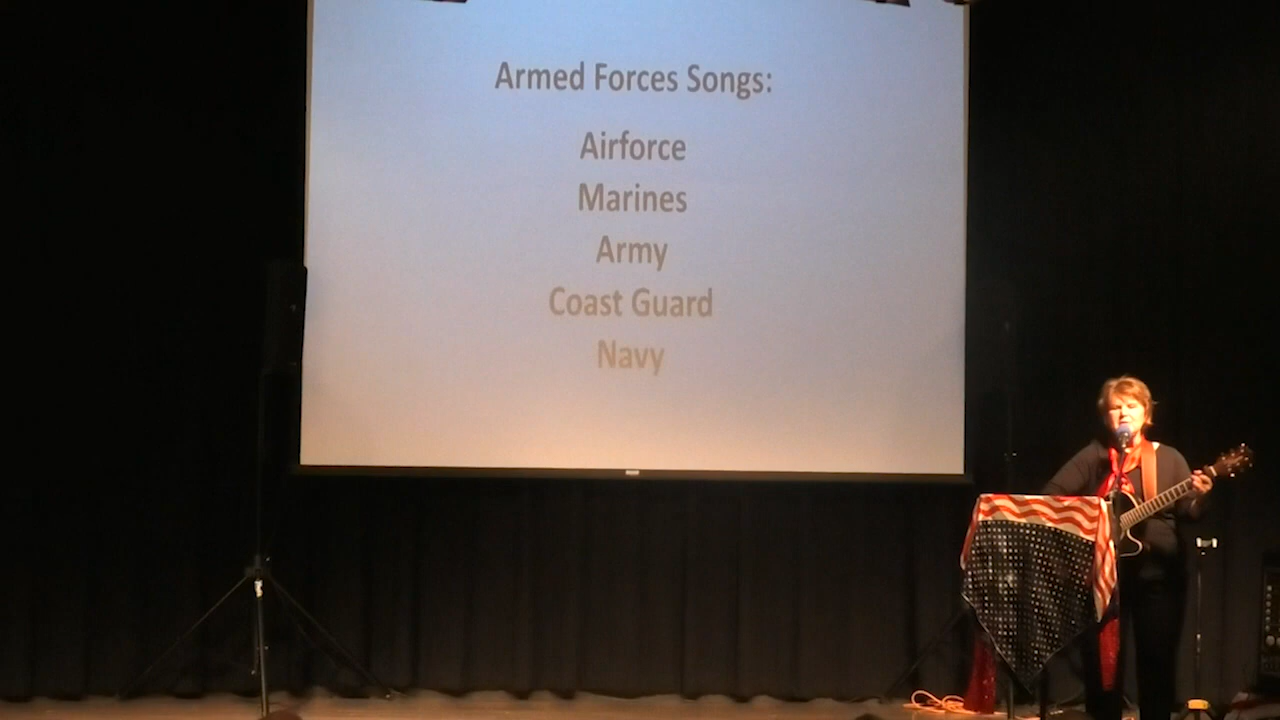 Armed Forces Songs:
Airforce
Marines
Army
Coast Guard
Navy